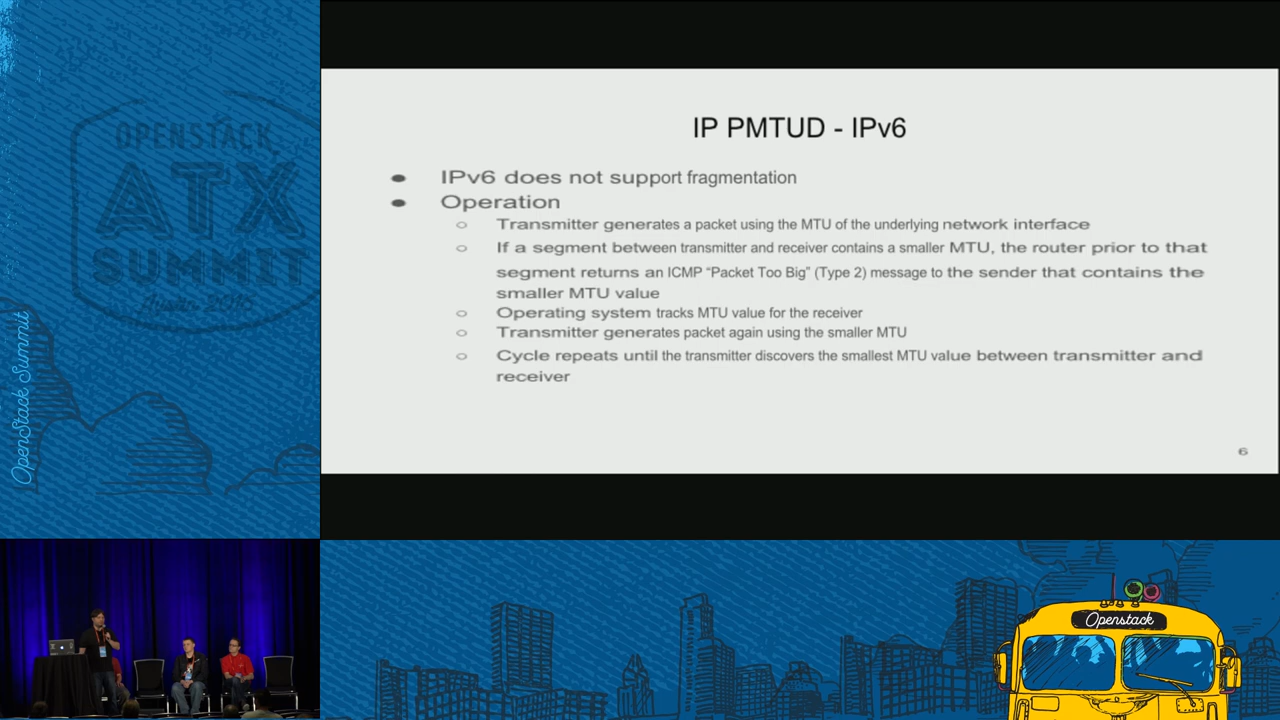 OPENSTACK
ATX
SUMMIT
Austin 2016
OpenStack Summit
IP PMTUD - IPv6
● IPv6 does not support fragmentation
● Operation
○ Transmitter generates a packet using the MTU of the underlying network interface
○ If a segment between transmitter and receiver contains a smaller MTU, the router prior to that
segment returns an ICMP “Packet Too Big” (Type 2) message to the sender that contains the
smaller MTU value
○ Operating system tracks MTU value for the receiver
○ Transmitter generates packet again using the smaller MTU
○ Cycle repeats until the transmitter discovers the smallest MTU value between transmitter and
receiver
6
Openstack